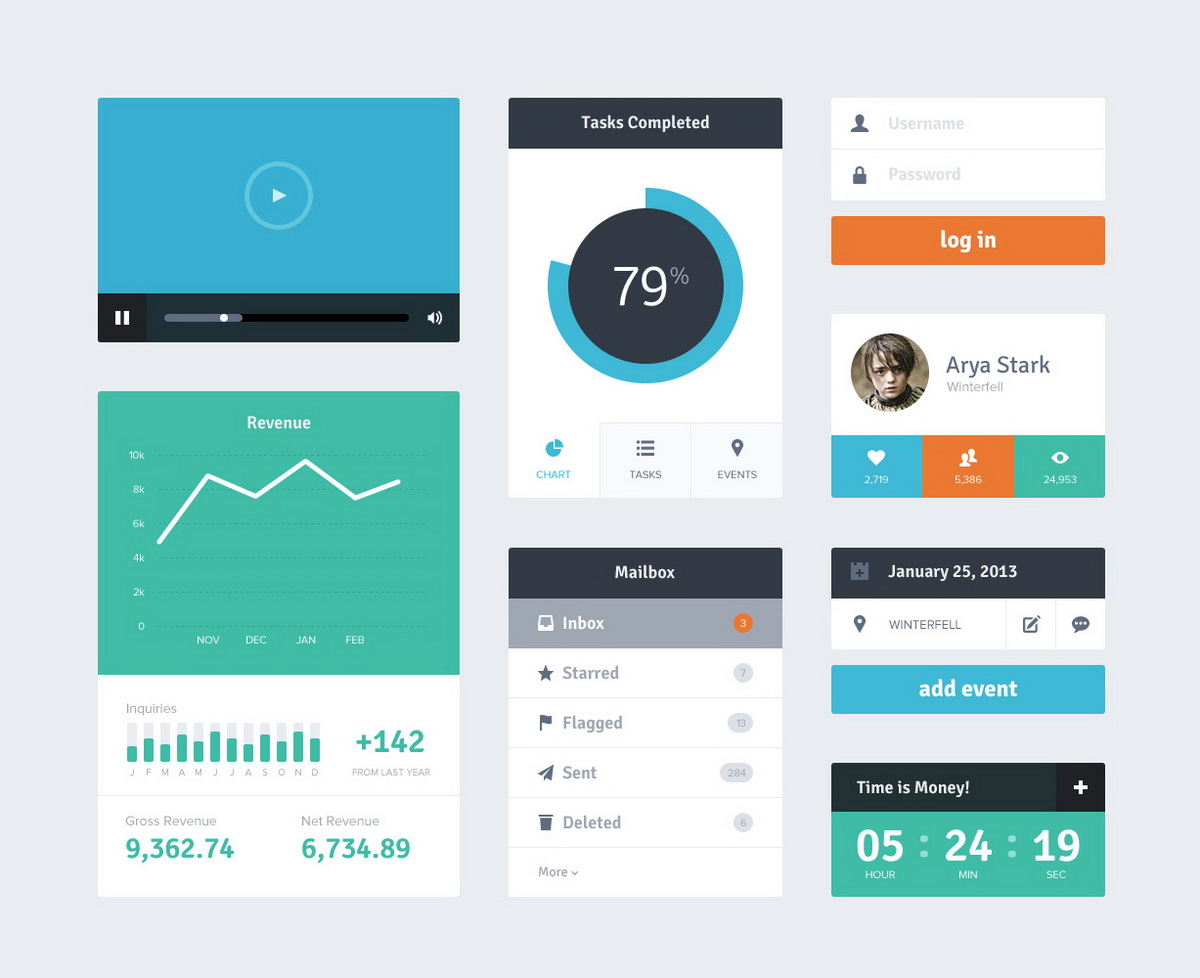 Revenue
10k
8k
6k
4k
2k
0
NOV DEC JAN FEB
Inquiries
J F M A M J J A S O N D
+142
FROM LAST YEAR
Gross Revenue
9,362.74
Net Revenue
6,734.89
Tasks Completed
79%
CHART
TASKS
EVENTS
Mailbox
Inbox 3
Starred 7
Flagged 13
Sent 284
Deleted 6
More
Username
Password
log in
Arya Stark
Winterfell
2,719
5,386
24,953
January 25, 2013
WINTERFELL
add event
Time is Money!
05 : 24 : 19
HOUR MIN SEC